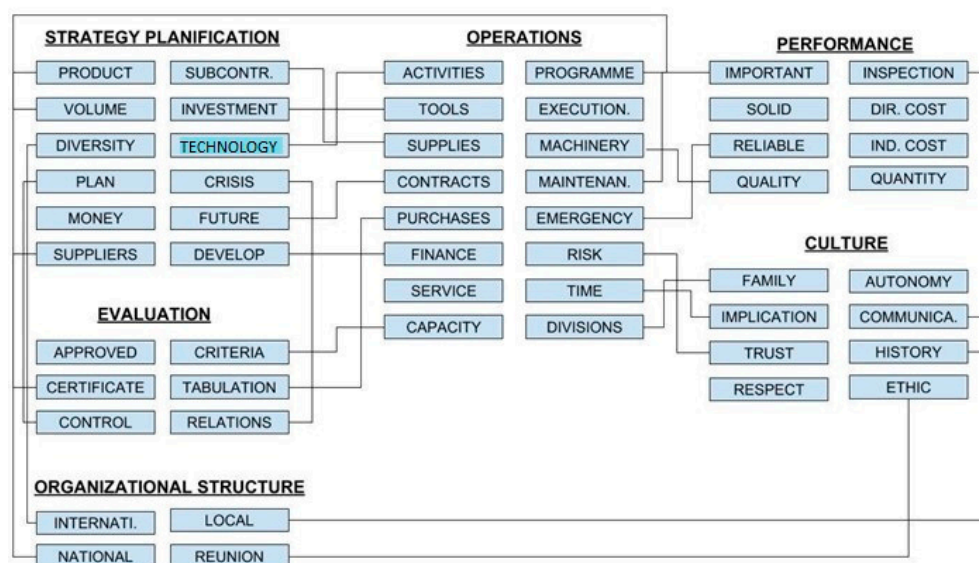 STRATEGY PLANIFICATION
PRODUCT SUBCONTR.
VOLUME INVESTMENT
DIVERSITY TECHNOLOGY
PLAN CRISIS
MONEY FUTURE
SUPPLIERS DEVELOP
EVALUATION
APPROVED CRITERIA
CERTIFICATE TABULATION
CONTROL RELATIONS
ORGANIZATIONAL STRUCTURE
INTERNATI. LOCAL
NATIONAL REUNION
OPERATIONS
ACTIVITIES PROGRAMME
TOOLS EXECUTION.
SUPPLIES MACHINERY
CONTRACTS MAINTENAN.
PURCHASES EMERGENCY
FINANCE RISK
SERVICE TIME
CAPACITY DIVISIONS
PERFORMANCE
IMPORTANT INSPECTION
SOLID DIR. COST
RELIABLE IND. COST
QUALITY QUANTITY
CULTURE
FAMILY AUTONOMY
IMPLICATION COMMUNICA.
TRUST HISTORY
RESPECT ETHIC